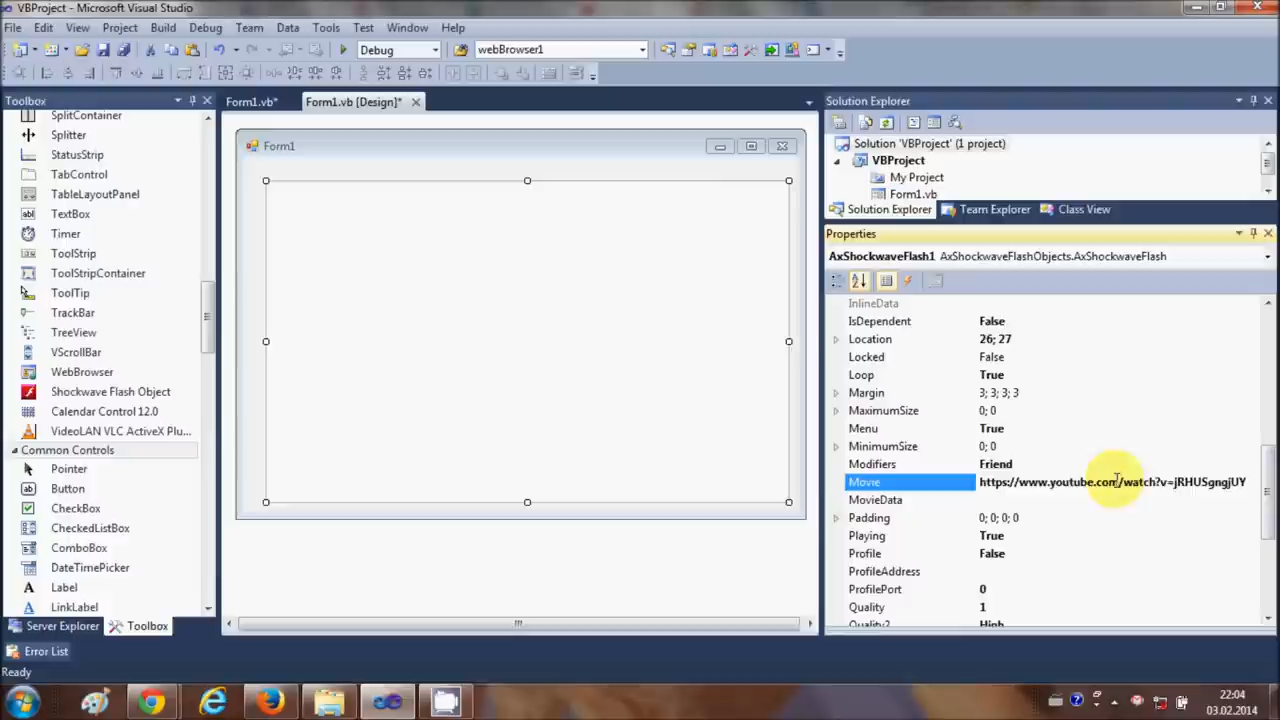 VBProject - Microsoft Visual Studio
File Edit View Project Build Debug Team Data Tools Test Window Help
Debug webBrowser1
Toolbox
SplitContainer
Splitter
StatusStrip
TabControl
TableLayoutPanel
TextBox
Timer
ToolStrip
ToolStripContainer
ToolTip
TrackBar
TreeView
VScrollBar
WebBrowser
Shockwave Flash Object
Calendar Control 12.0
VideoLAN VLC ActiveX Plu...
Common Controls
Pointer
Button
CheckBox
CheckedListBox
ComboBox
DateTimePicker
Label
LinkLabel
Server Explorer Toolbox
Error List
Ready
Form1.vb* Form1.vb [Design]*
Form1
Solution Explorer
Solution 'VBProject' (1 project)
VBProject
My Project
Form1.vb
Solution Explorer Team Explorer Class View
Properties
AxShockwaveFlash1 AxShockwaveFlashObjects.AxShockwaveFlash
InlineData
IsDependent False
Location 26; 27
Locked False
Loop True
Margin 3; 3; 3; 3
MaximumSize 0; 0
Menu True
MinimumSize 0; 0
Modifiers Friend
Movie https://www.youtube.com/watch?v=jRHUSgngjUY
MovieData
Padding 0; 0; 0; 0
Playing True
Profile False
ProfileAddress
ProfilePort 0
Quality 1
Quality2 High
22:04
03.02.2014